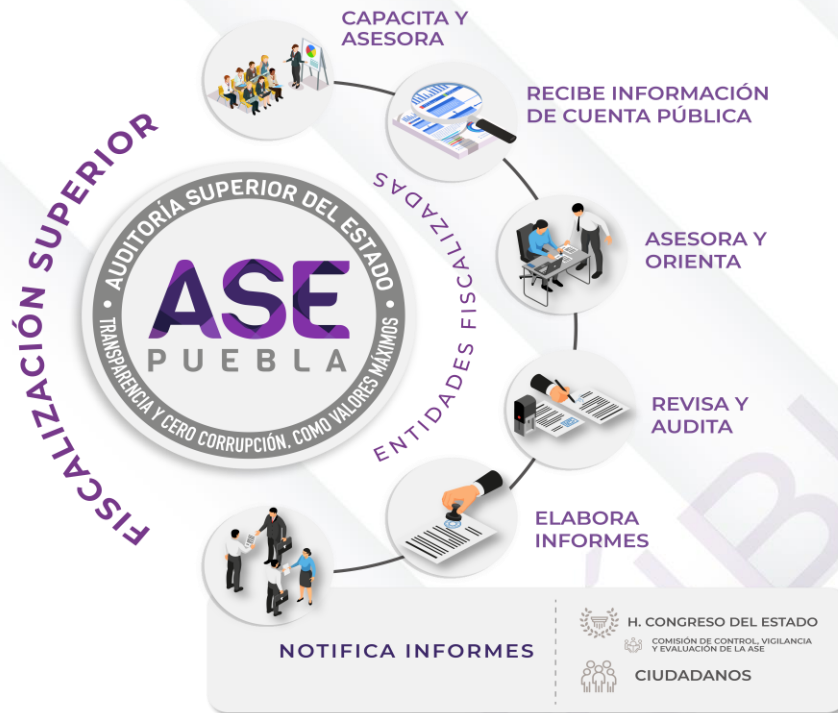 CAPACITA Y
ASESORA
RECIBE INFORMACIÓN
DE CUENTA PÚBLICA
FISCALIZACIÓN SUPERIOR
AUDITORÍA SUPERIOR DEL ESTADO
ASE
PUEBLA
TRANSPARENCIA Y CERO CORRUPCIÓN, COMO VALORES MÁXIMOS
ENTIDADES FISCALIZADAS
ASESORA Y
ORIENTA
REVISA Y
AUDITA
ELABORA
INFORMES
NOTIFICA INFORMES
H. CONGRESO DEL ESTADO
COMISIÓN DE CONTROL, VIGILANCIA
Y EVALUACIÓN DE LA ASE
CIUDADANOS